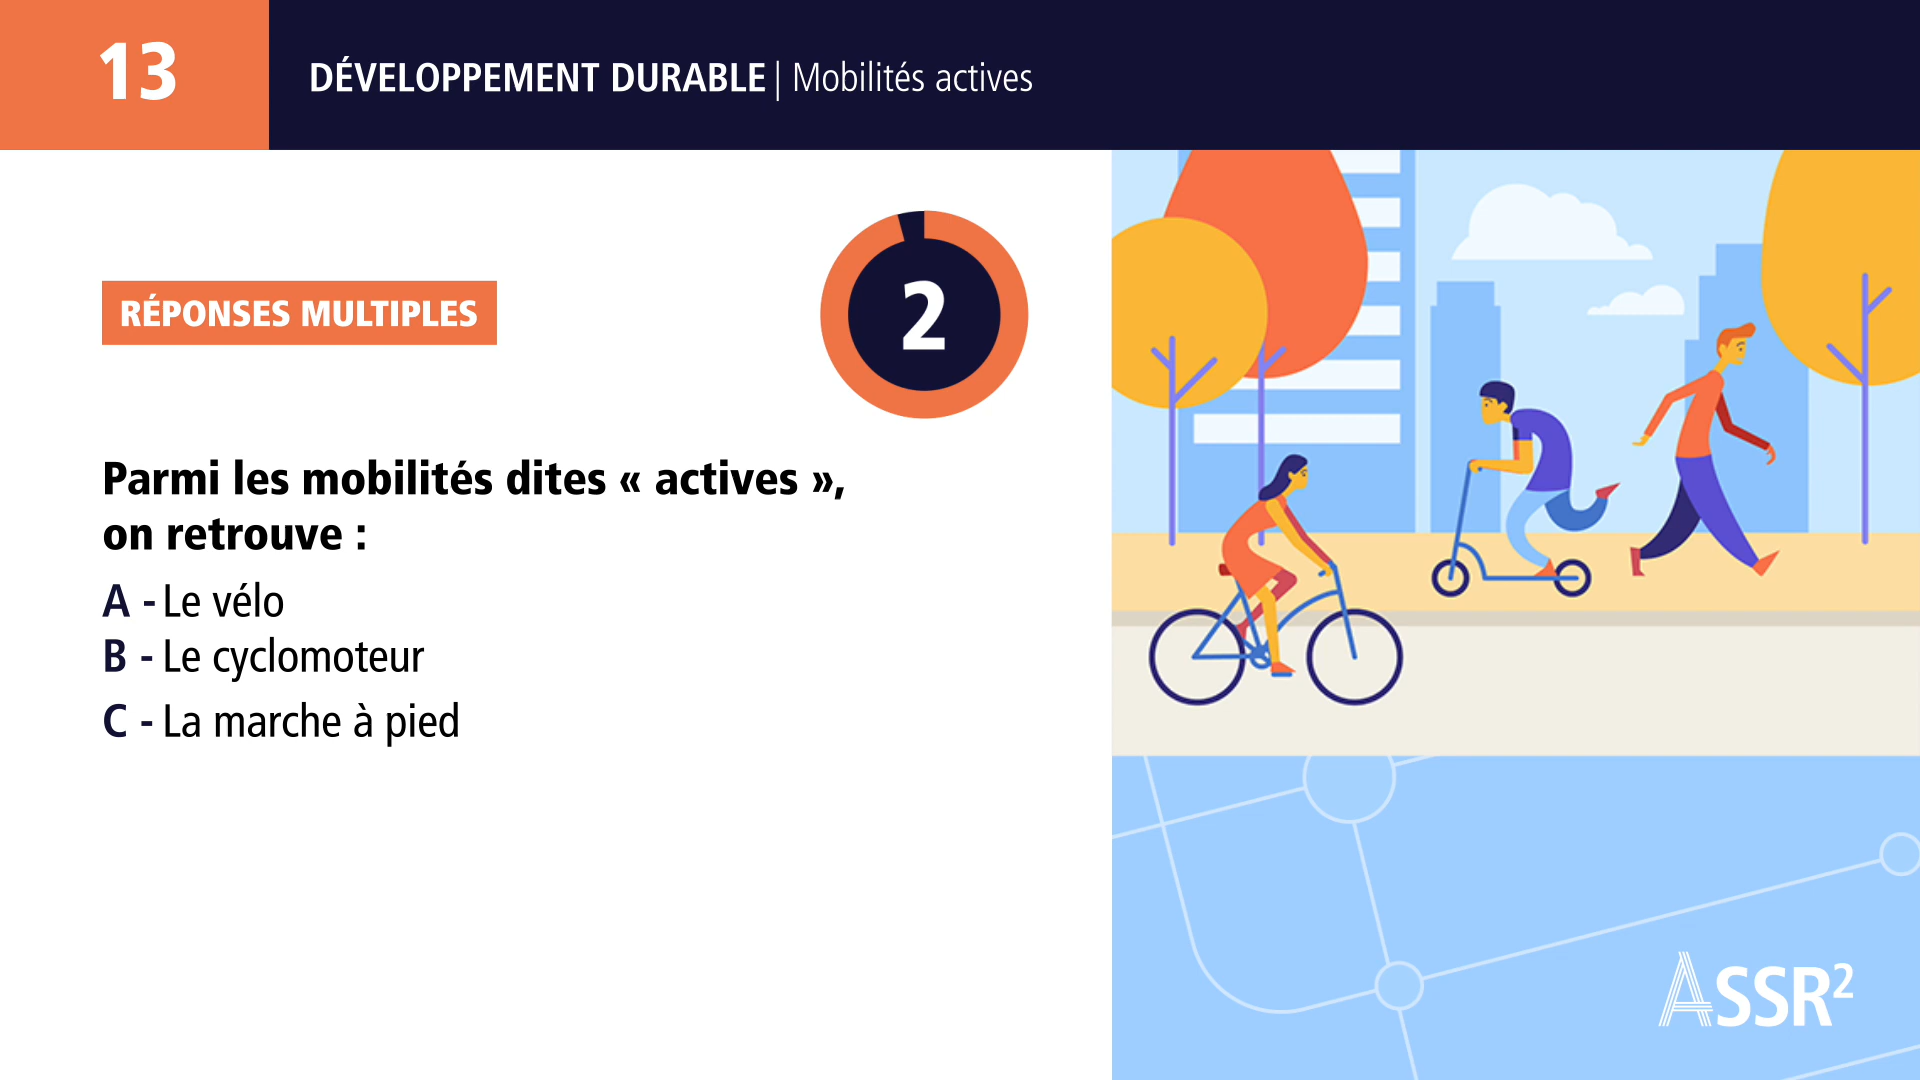 13
DÉVELOPPEMENT DURABLE | Mobilités actives
RÉPONSES MULTIPLES
2
Parmi les mobilités dites « actives »,
on retrouve :
A - Le vélo
B - Le cyclomoteur
C - La marche à pied
ASSR²